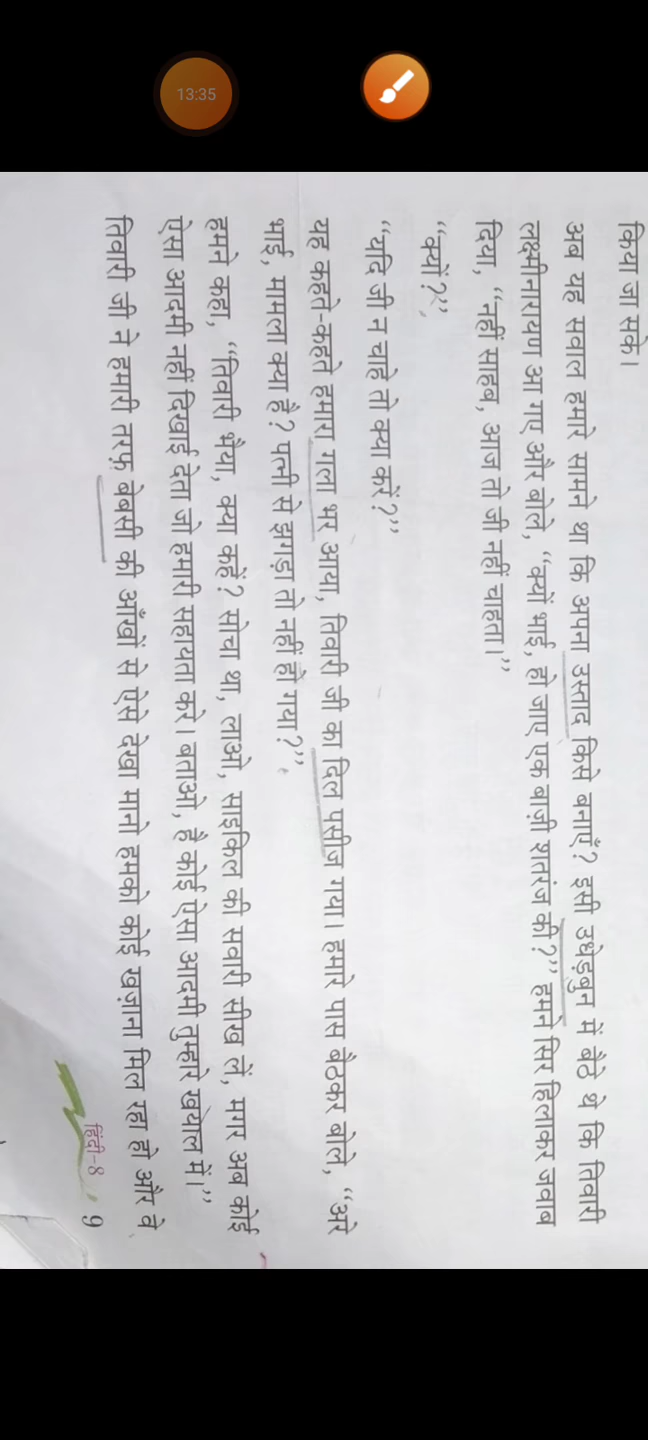 13:35
किया जा सके।
अब यह सवाल हमारे सामने था कि अपना उस्ताद किसे बनाएँ? इसी उधेड़बुन में बैठे थे कि तिवारी
लक्ष्मीनारायण आ गए और बोले, “क्यों भाई, हो जाए एक बाज़ी शतरंज की?” हमने सिर हिलाकर जवाब
दिया, “नहीं साहब, आज तो जी नहीं चाहता।”
“क्यों?”
“यदि जी न चाहे तो क्या करें?”
यह कहते-कहते हमारा गला भर आया, तिवारी जी का दिल पसीज गया। हमारे पास बैठकर बोले, “अरे
भाई, मामला क्या है? पत्नी से झगड़ा तो नहीं हो गया?”
हमने कहा, “तिवारी भैया, क्या कहें? सोचा था, लाओ, साइकिल की सवारी सीख लें, मगर अब कोई
ऐसा आदमी नहीं दिखाई देता जो हमारी सहायता करे। बताओ, है कोई ऐसा आदमी तुम्हारे खयाल में।”
तिवारी जी ने हमारी तरफ़ बेबसी की आँखों से ऐसे देखा मानो हमको कोई खज़ाना मिल रहा हो और वे
हिंदी-8 9